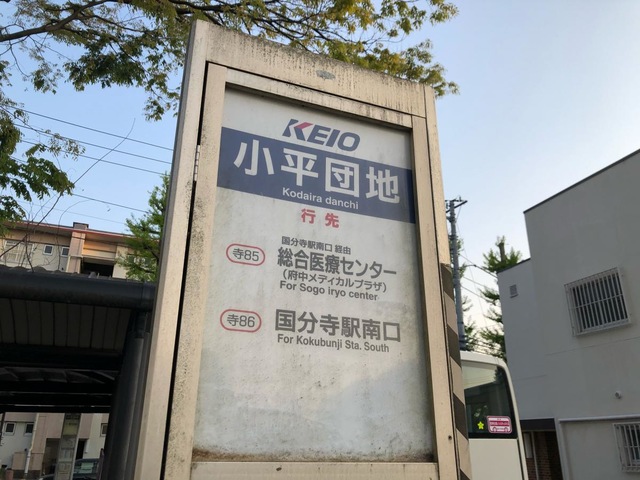 KEIO
小平団地
Kodaira danchi
行先
国分寺駅南口 経由
寺85 総合医療センター
(府中メディカルプラザ)
For Sogo iryo center
寺86 国分寺駅南口
For Kokubunji Sta. South